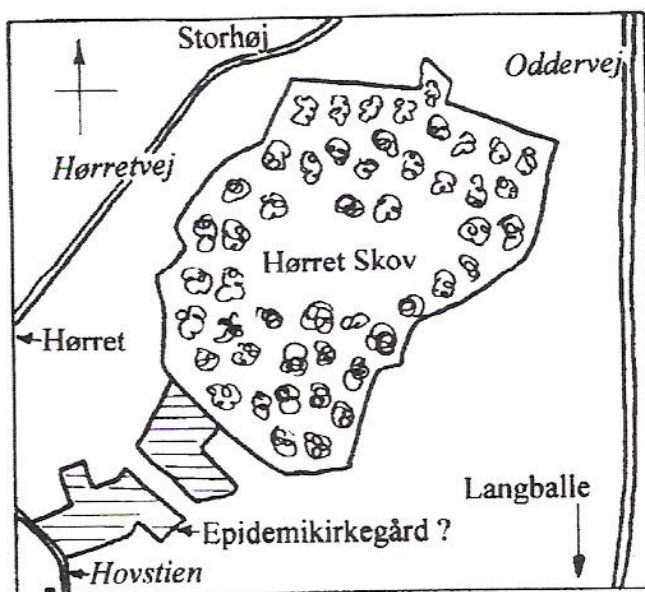 Storhøj
Oddervej
Hørretvej
Hørret Skov
Hørret
Langballe
Epidemikirkegård ?
Hovstien